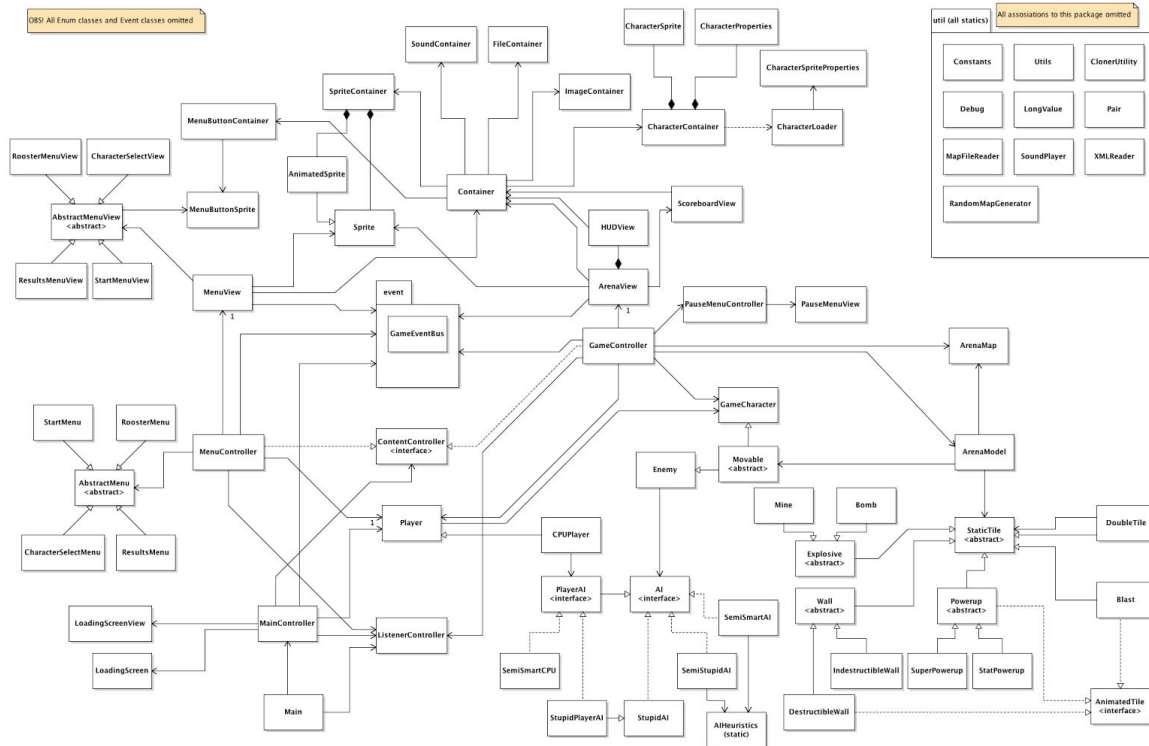 OBS! All Enum classes and Event classes omitted
All assosiations to this package omitted
util (all statics)
CharacterSprite
CharacterProperties
SoundContainer
FileContainer
Constants
Utils
ClonerUtility
CharacterSpriteProperties
SpriteContainer
ImageContainer
Debug
LongValue
Pair
MenuButtonContainer
CharacterContainer
CharacterLoader
RoosterMenuView
CharacterSelectView
MapFileReader
SoundPlayer
XMLReader
AnimatedSprite
Container
MenuButtonSprite
ScoreboardView
RandomMapGenerator
AbstractMenuView
<abstract>
Sprite
HUDView
ResultsMenuView
StartMenuView
MenuView
event
ArenaView
PauseMenuController
PauseMenuView
1
1
GameEventBus
GameController
ArenaMap
GameCharacter
StartMenu
RoosterMenu
MenuController
ContentController
<interface>
Movable
<abstract>
ArenaModel
Enemy
AbstractMenu
<abstract>
Mine
Bomb
1
Player
CPUPlayer
StaticTile
<abstract>
DoubleTile
CharacterSelectMenu
ResultsMenu
Explosive
<abstract>
PlayerAI
<interface>
AI
<interface>
Wall
<abstract>
Powerup
<abstract>
Blast
LoadingScreenView
MainController
ListenerController
SemiSmartAI
LoadingScreen
SemiSmartCPU
SemiStupidAI
IndestructibleWall
SuperPowerup
StatPowerup
Main
StupidPlayerAI
StupidAI
AIHeuristics
(static)
DestructibleWall
AnimatedTile
<interface>